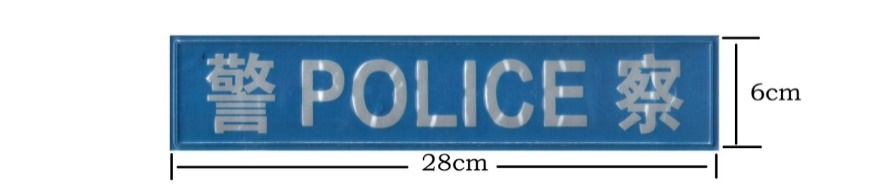 警 POLICE 察
6cm
28cm